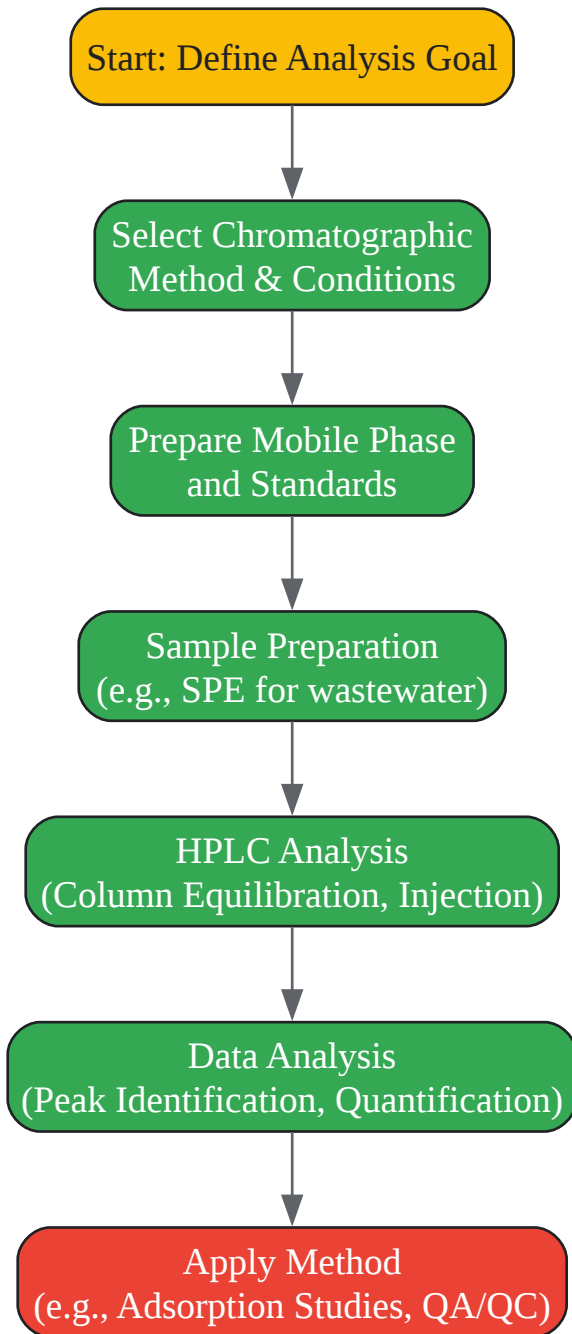 Start: Define Analysis Goal
Select Chromatographic
Method & Conditions
Prepare Mobile Phase
and Standards
Sample Preparation
(e.g., SPE for wastewater)
HPLC Analysis
(Column Equilibration, Injection)
Data Analysis
(Peak Identification, Quantification)
Apply Method
(e.g., Adsorption Studies, QA/QC)